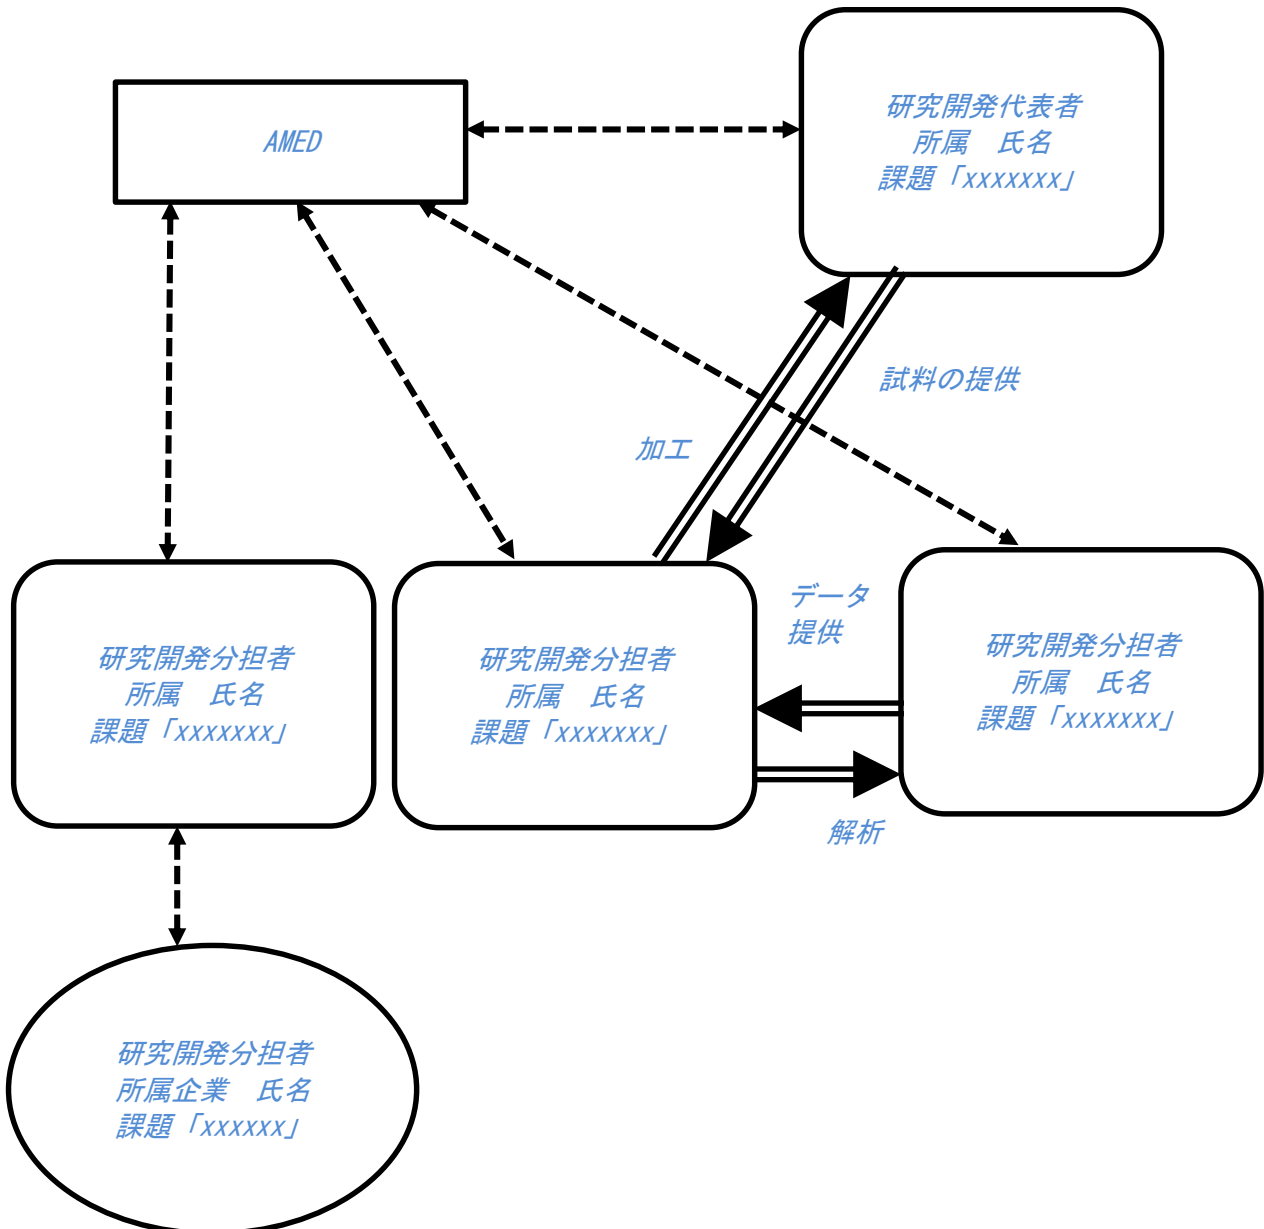 AMED
研究開発代表者
所属　氏名
課題「xxxxxxx」
試料の提供
加工
データ
提供
研究開発分担者
所属　氏名
課題「xxxxxxx」
研究開発分担者
所属　氏名
課題「xxxxxxx」
研究開発分担者
所属　氏名
課題「xxxxxxx」
解析
研究開発分担者
所属企業　氏名
課題「xxxxxx」